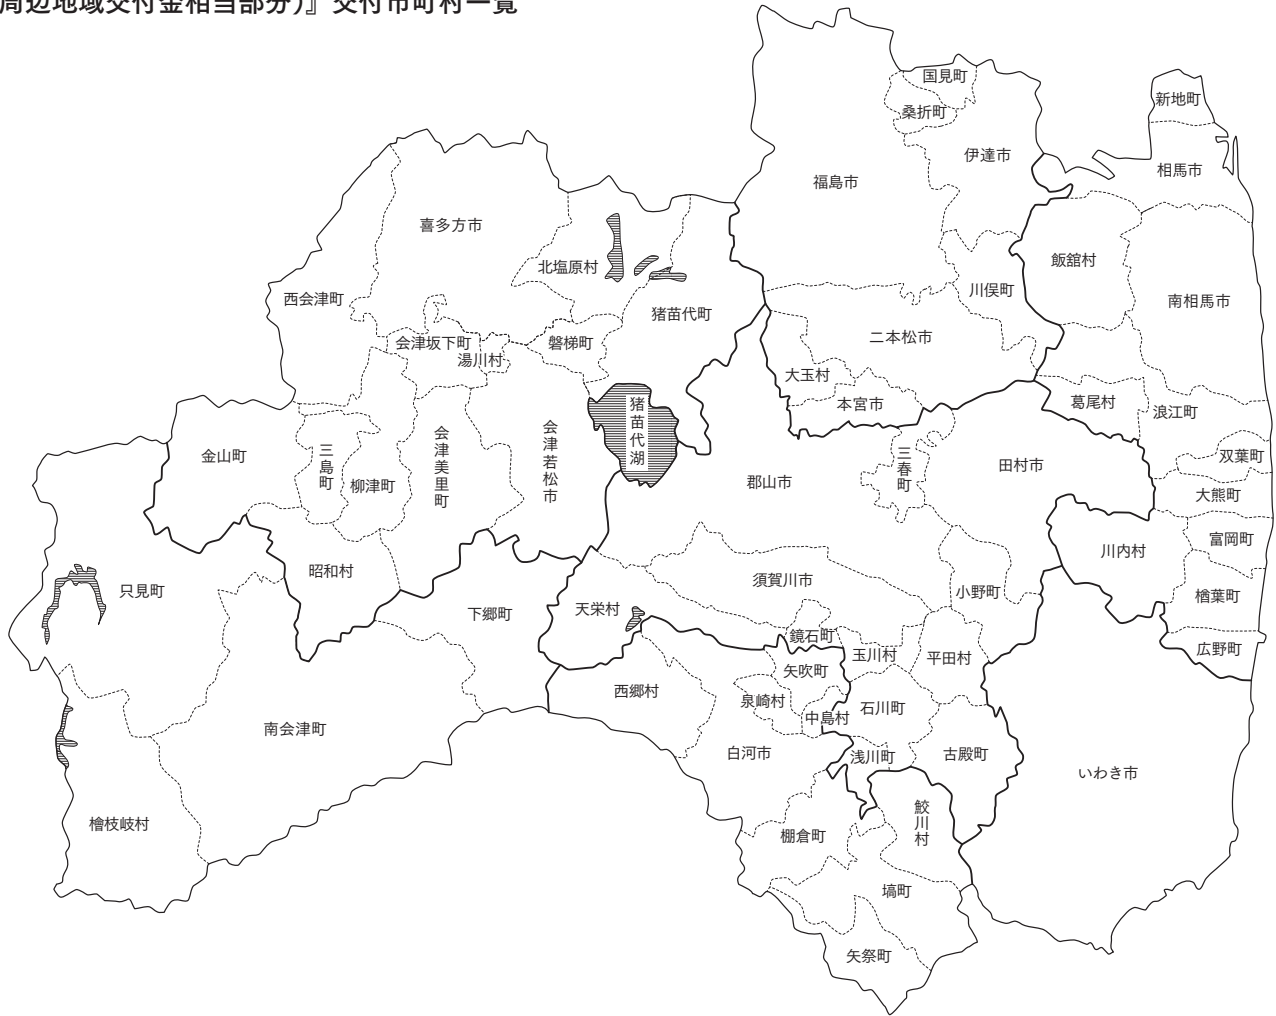 周辺地域交付金相当部分)』交付市町村一覧
国見町
新地町
桑折町
伊達市
相馬市
福島市
喜多方市
飯舘村
北塩原村
川俣町
西会津町
南相馬市
猪苗代町
二本松市
会津坂下町
磐梯町
湯川村
大玉村
葛尾村
本宮市
浪江町
猪苗代湖
会津若松市
会津美里町
三島町
金山町
三春町
双葉町
田村市
郡山市
柳津町
大熊町
富岡町
川内村
昭和村
須賀川市
只見町
小野町
楢葉町
天栄村
下郷町
鏡石町
広野町
玉川村
平田村
矢吹町
西郷村
泉崎村
石川町
中島村
南会津町
白河市
古殿町
浅川町
いわき市
鮫川村
檜枝岐村
棚倉町
塙町
矢祭町